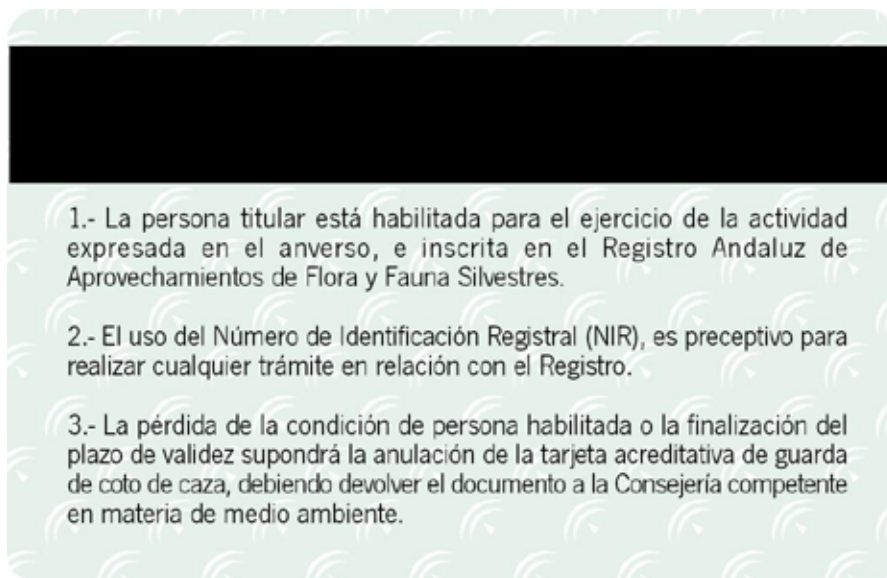 1.- La persona titular está habilitada para el ejercicio de la actividad
expresada en el anverso, e inscrita en el Registro Andaluz de
Aprovechamientos de Flora y Fauna Silvestres.
2.- El uso del Número de Identificación Registral (NIR), es preceptivo para
realizar cualquier trámite en relación con el Registro.
3.- La pérdida de la condición de persona habilitada o la finalización del
plazo de validez supondrá la anulación de la tarjeta acreditativa de guarda
de coto de caza, debiendo devolver el documento a la Consejería competente
en materia de medio ambiente.